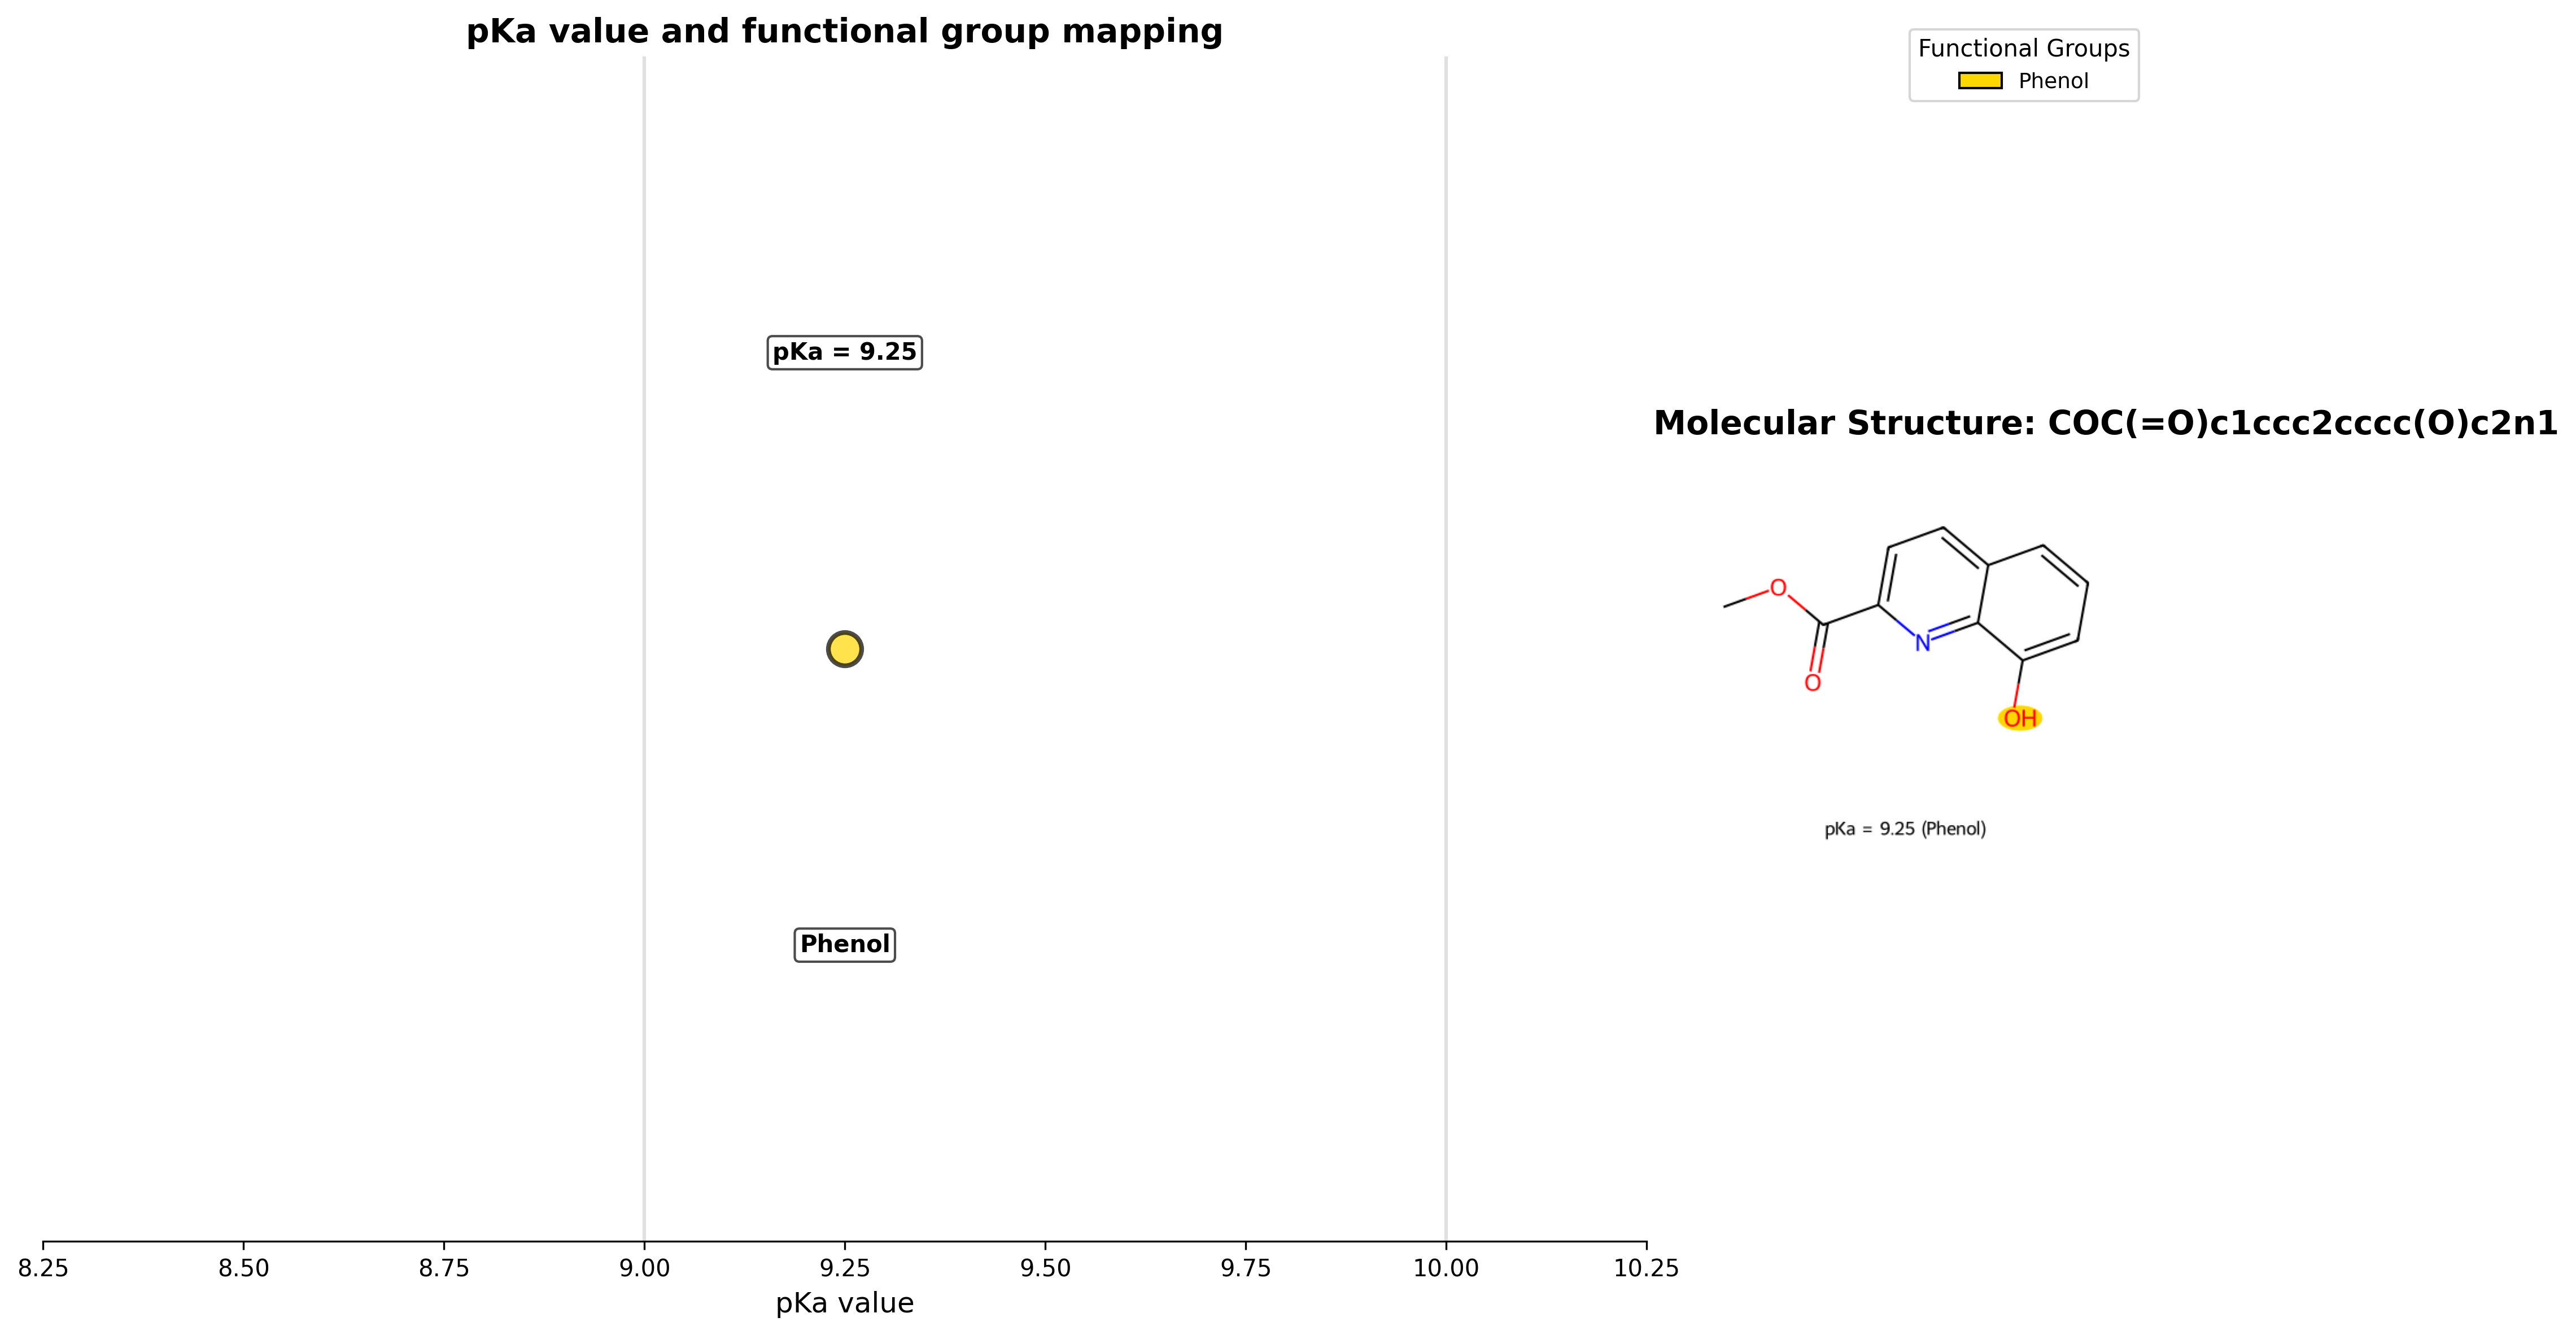 pKa value and functional group mapping
Functional Groups
Phenol
pKa = 9.25
Molecular Structure: COC(=O)c1ccc2cccc(O)c2n1
O
O
N
OH
pKa = 9.25 (Phenol)
Phenol
8.25 8.50 8.75 9.00 9.25 9.50 9.75 10.00 10.25
pKa value